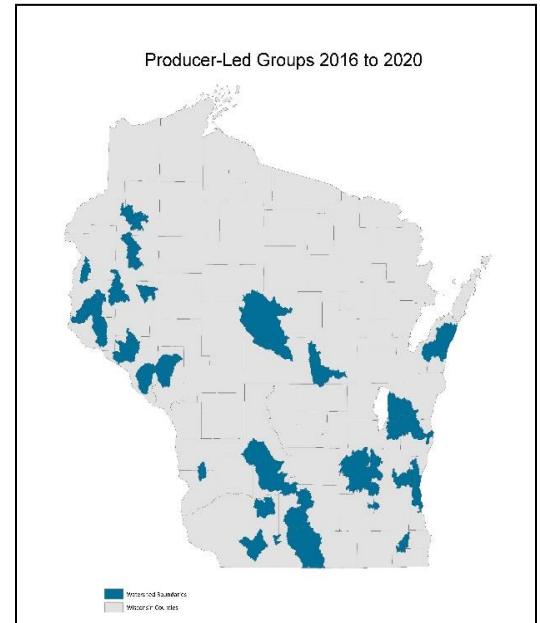 Producer-Led Groups 2016 to 2020
Watershed Boundaries
Wisconsin Counties